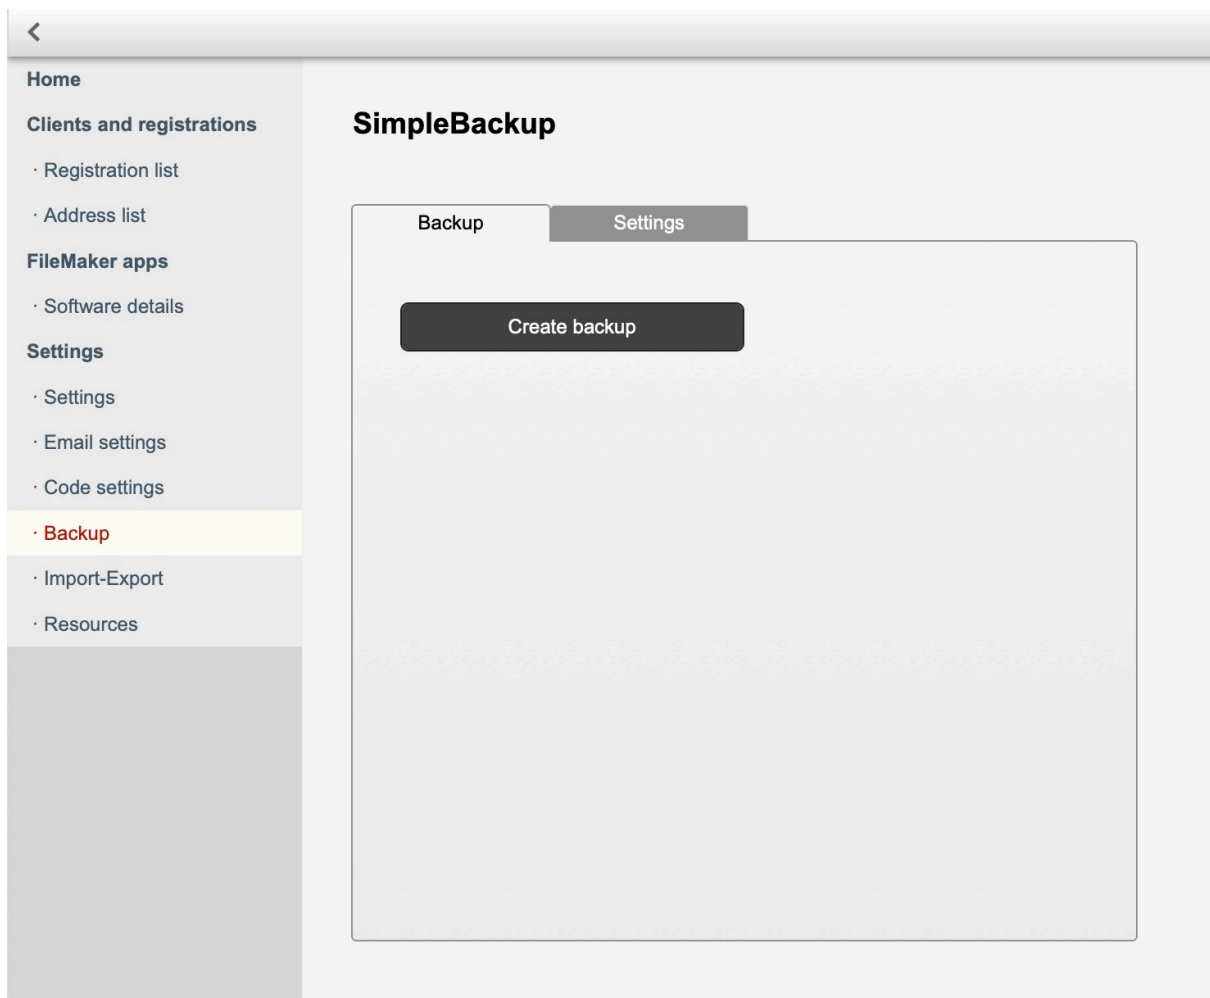 Home
Clients and registrations
· Registration list
· Address list
FileMaker apps
· Software details
Settings
· Settings
· Email settings
· Code settings
· Backup
· Import-Export
· Resources
SimpleBackup
Backup
Settings
Create backup